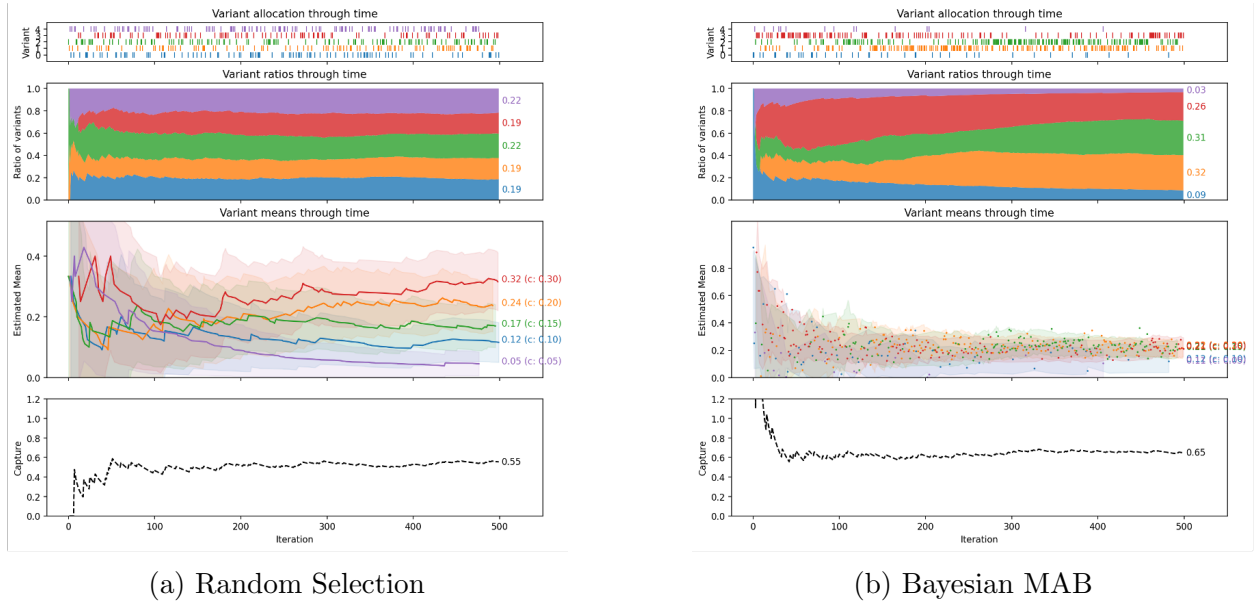 Variant allocation through time
Variant
4
3
2
1
0
Variant ratios through time
Ratio of variants
1.0
0.8
0.6
0.4
0.2
0.0
0.22
0.19
0.22
0.19
0.19
Variant means through time
Estimated Mean
0.4
0.2
0.0
0.32 (c: 0.30)
0.24 (c: 0.20)
0.17 (c: 0.15)
0.12 (c: 0.10)
0.05 (c: 0.05)
Capture
1.2
1.0
0.8
0.6
0.4
0.2
0.0
0.55
0 100 200 300 400 500
Iteration
(a) Random Selection
Variant allocation through time
Variant
4
3
2
1
0
Variant ratios through time
Ratio of variants
1.0
0.8
0.6
0.4
0.2
0.0
0.03
0.26
0.31
0.32
0.09
Variant means through time
Estimated Mean
1.0
0.8
0.6
0.4
0.2
0.0
Capture
1.2
1.0
0.8
0.6
0.4
0.2
0.0
0.65
0 100 200 300 400 500
Iteration
(b) Bayesian MAB